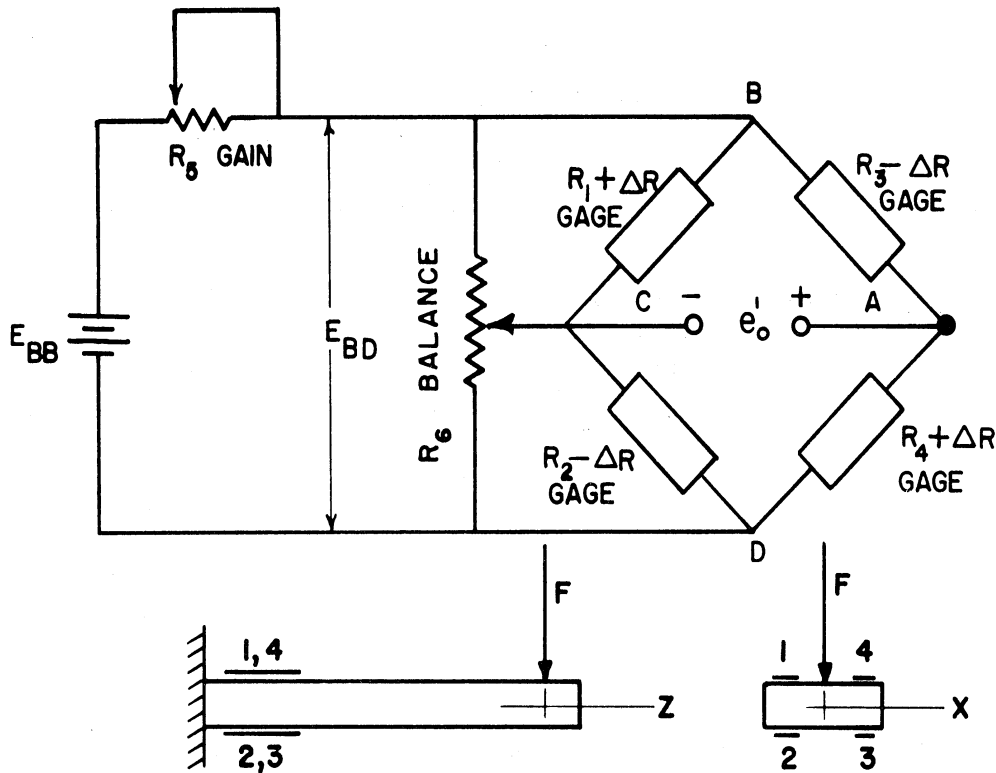 B
R5 GAIN
R1 + ΔR
GAGE
R3 − ΔR
GAGE
EBB
EBD
R6 BALANCE
C
−
e'o
+
A
R2 − ΔR
GAGE
R4 + ΔR
GAGE
D
F
F
1,4
1
4
Z
X
2,3
2
3